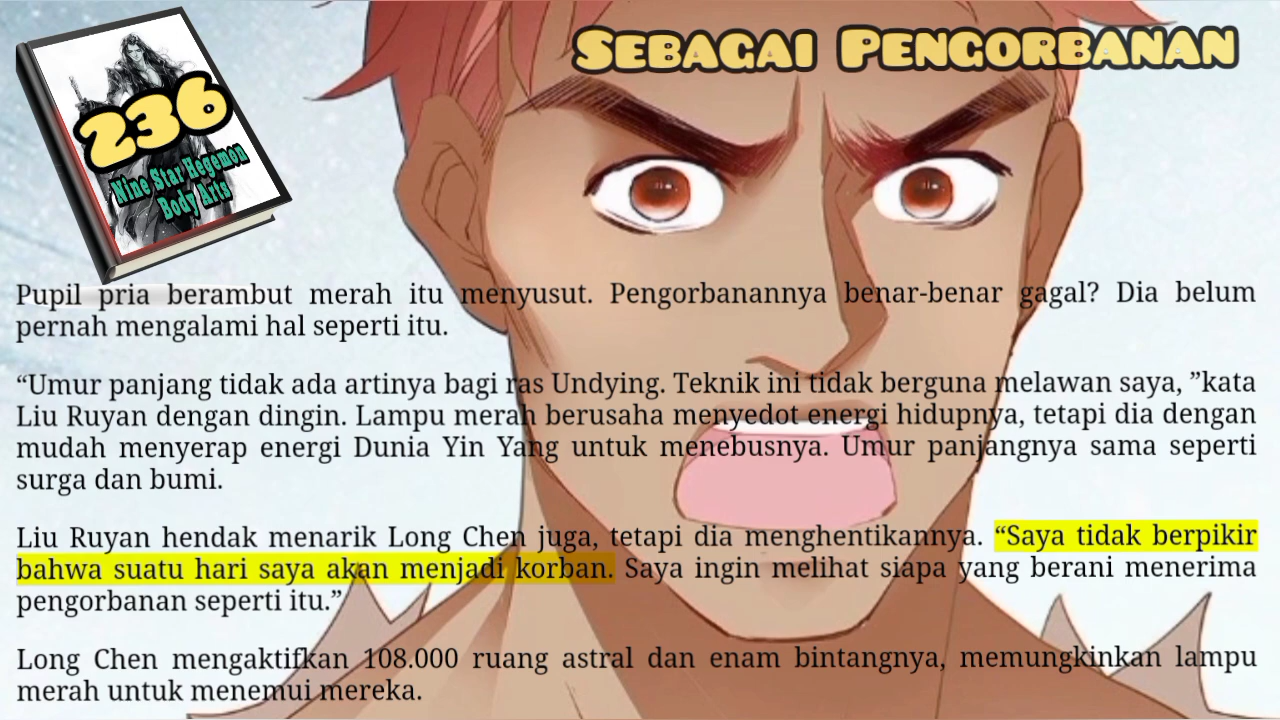 236
Nine Star Hegemon
Body Arts
Sebagai Pengorbanan
Pupil pria berambut merah itu menyusut. Pengorbanannya benar-benar gagal? Dia belum
pernah mengalami hal seperti itu.
“Umur panjang tidak ada artinya bagi ras Undying. Teknik ini tidak berguna melawan saya, ”kata
Liu Ruyan dengan dingin. Lampu merah berusaha menyedot energi hidupnya, tetapi dia dengan
mudah menyerap energi Dunia Yin Yang untuk menebusnya. Umur panjangnya sama seperti
surga dan bumi.
Liu Ruyan hendak menarik Long Chen juga, tetapi dia menghentikannya. “Saya tidak berpikir
bahwa suatu hari saya akan menjadi korban. Saya ingin melihat siapa yang berani menerima
pengorbanan seperti itu.”
Long Chen mengaktifkan 108.000 ruang astral dan enam bintangnya, memungkinkan lampu
merah untuk menemui mereka.